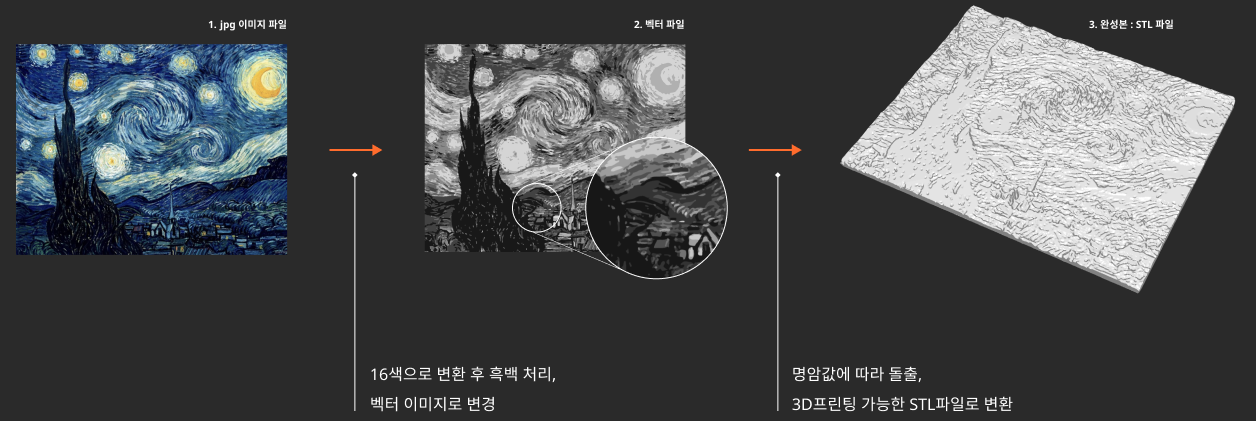 1. jpg 이미지 파일
2. 벡터 파일
3. 완성본 : STL 파일
16색으로 변환 후 흑백 처리,
벡터 이미지로 변경
명암값에 따라 돌출,
3D프린팅 가능한 STL파일로 변환